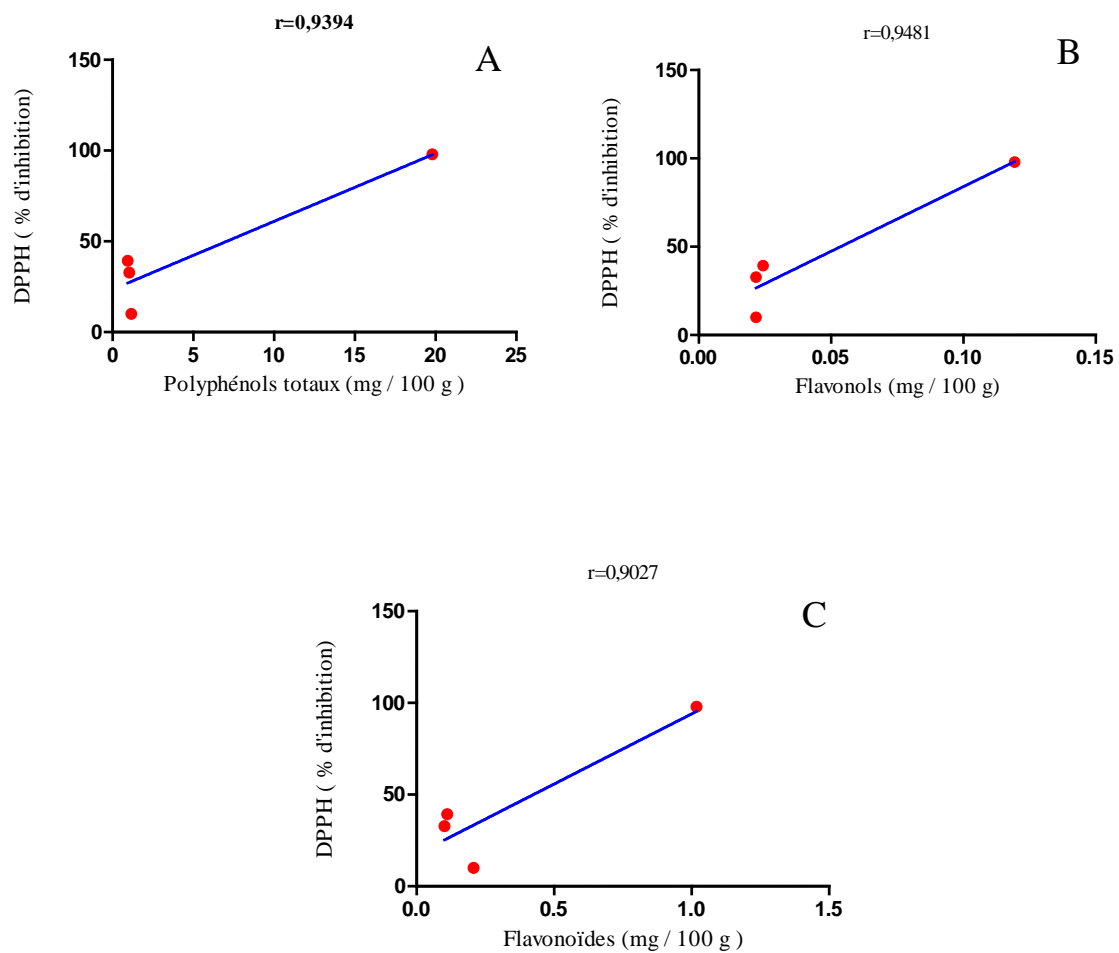 r=0,9394
A
150
100
50
0
DPPH ( % d'inhibition)
0 5 10 15 20 25
Polyphénols totaux (mg / 100 g )
r=0,9481
B
150
100
50
0
DPPH ( % d'inhibition)
0.00 0.05 0.10 0.15
Flavonols (mg / 100 g)
r=0,9027
C
150
100
50
0
DPPH ( % d'inhibition)
0.0 0.5 1.0 1.5
Flavonoïdes (mg / 100 g )